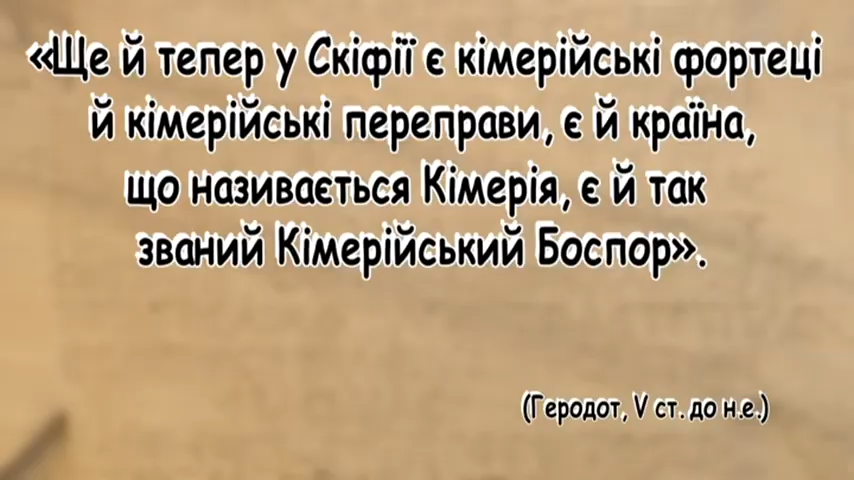 «Ще й тепер у Скіфії є кімерійські фортеці
й кімерійські переправи, є й країна,
що називається Кімерія, є й так
званий Кімерійський Боспор».
(Геродот, V ст. до н.е.)